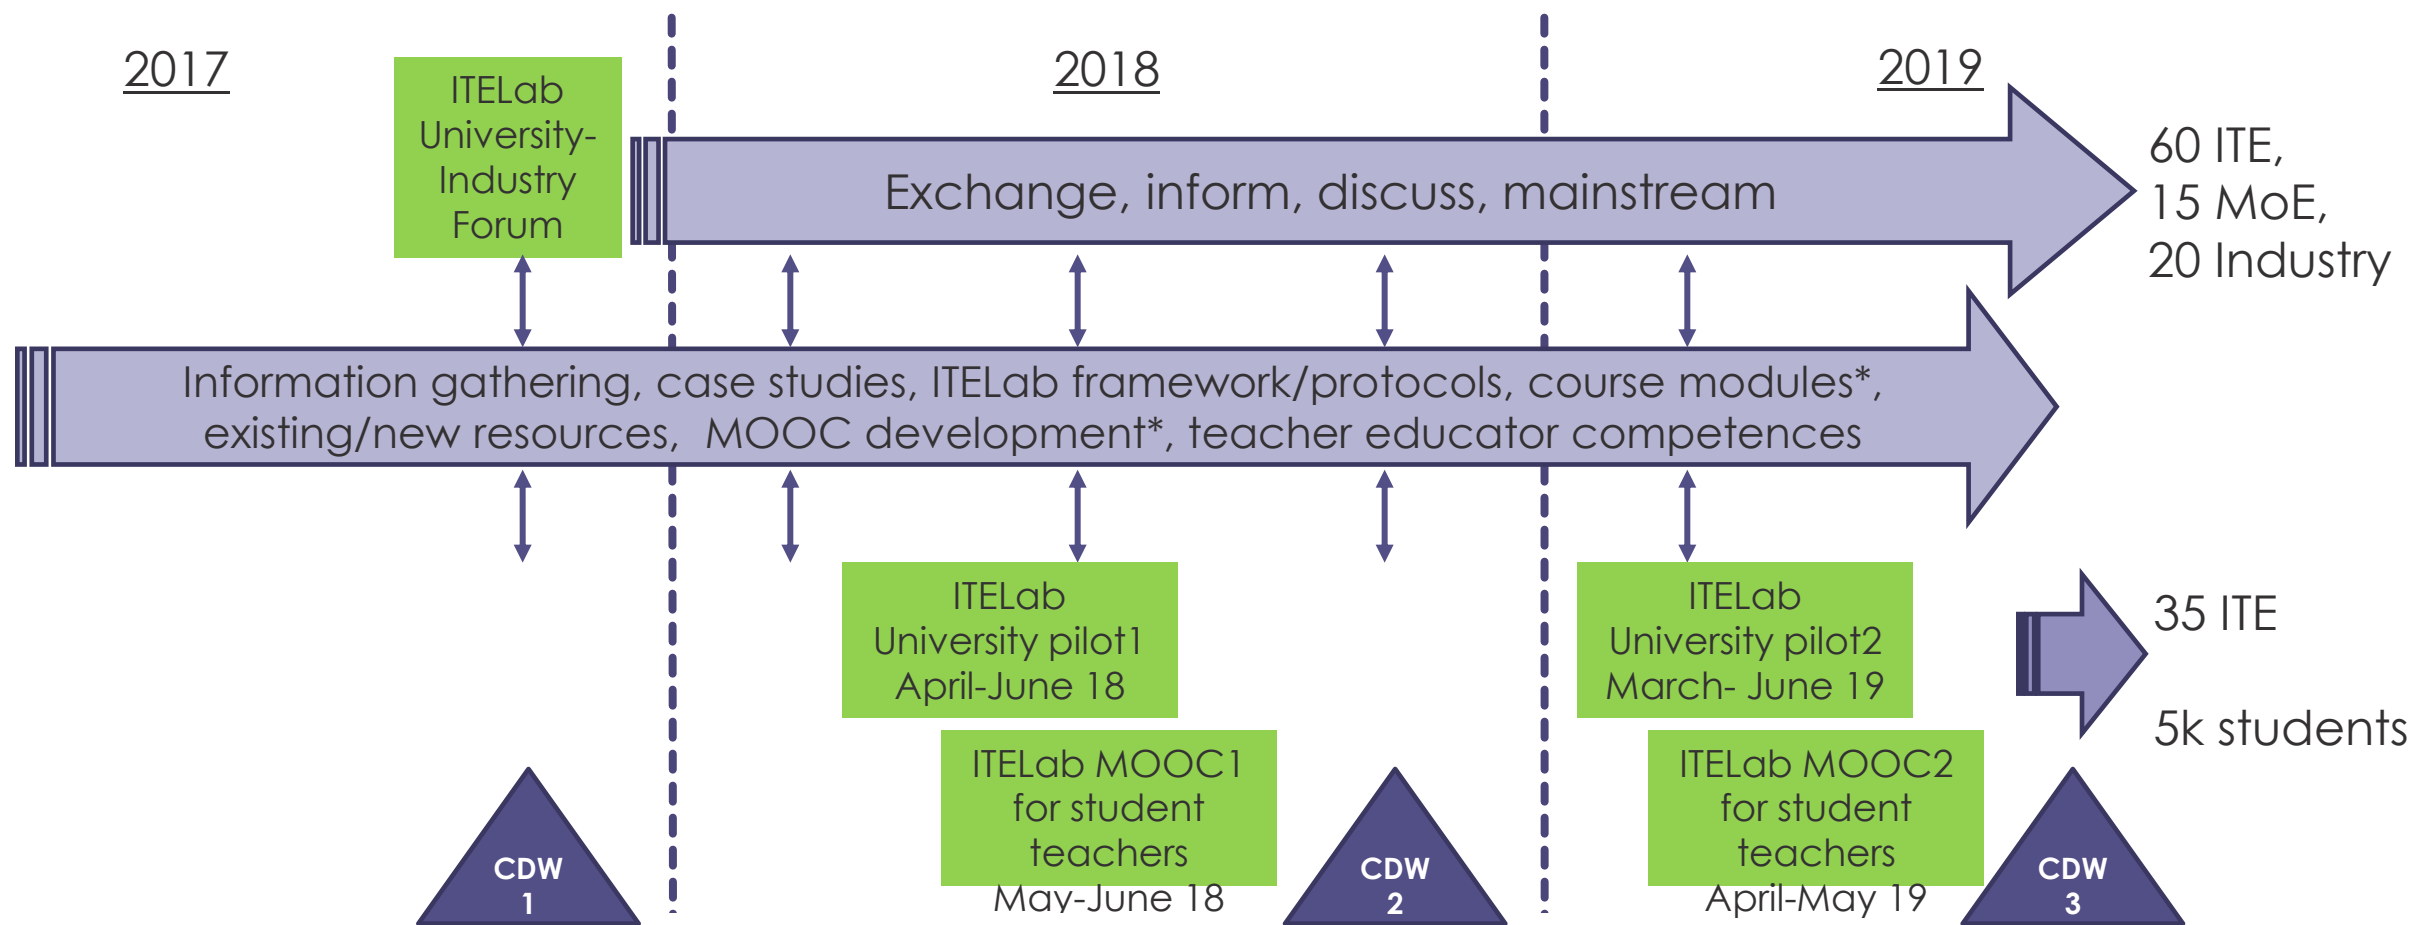 2017
2018
2019
ITELab
University-
Industry
Forum
Exchange, inform, discuss, mainstream
60 ITE,
15 MoE,
20 Industry
Information gathering, case studies, ITELab framework/protocols, course modules*,
existing/new resources, MOOC development*, teacher educator competences
ITELab
University pilot1
April-June 18
ITELab
University pilot2
March- June 19
35 ITE
5k students
ITELab MOOC1
for student
teachers
May-June 18
ITELab MOOC2
for student
teachers
April-May 19
CDW
1
CDW
2
CDW
3